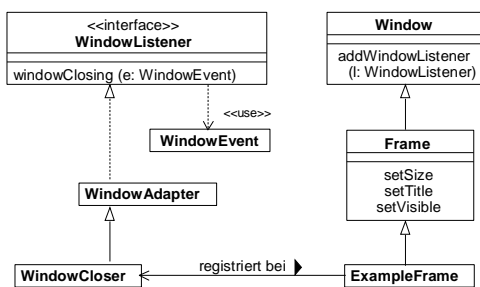 <<interface>>
WindowListener
windowClosing (e: WindowEvent)
<<use>>
WindowEvent
WindowAdapter
WindowCloser
registriert bei
Window
addWindowListener
(l: WindowListener)
Frame
setSize
setTitle
setVisible
ExampleFrame